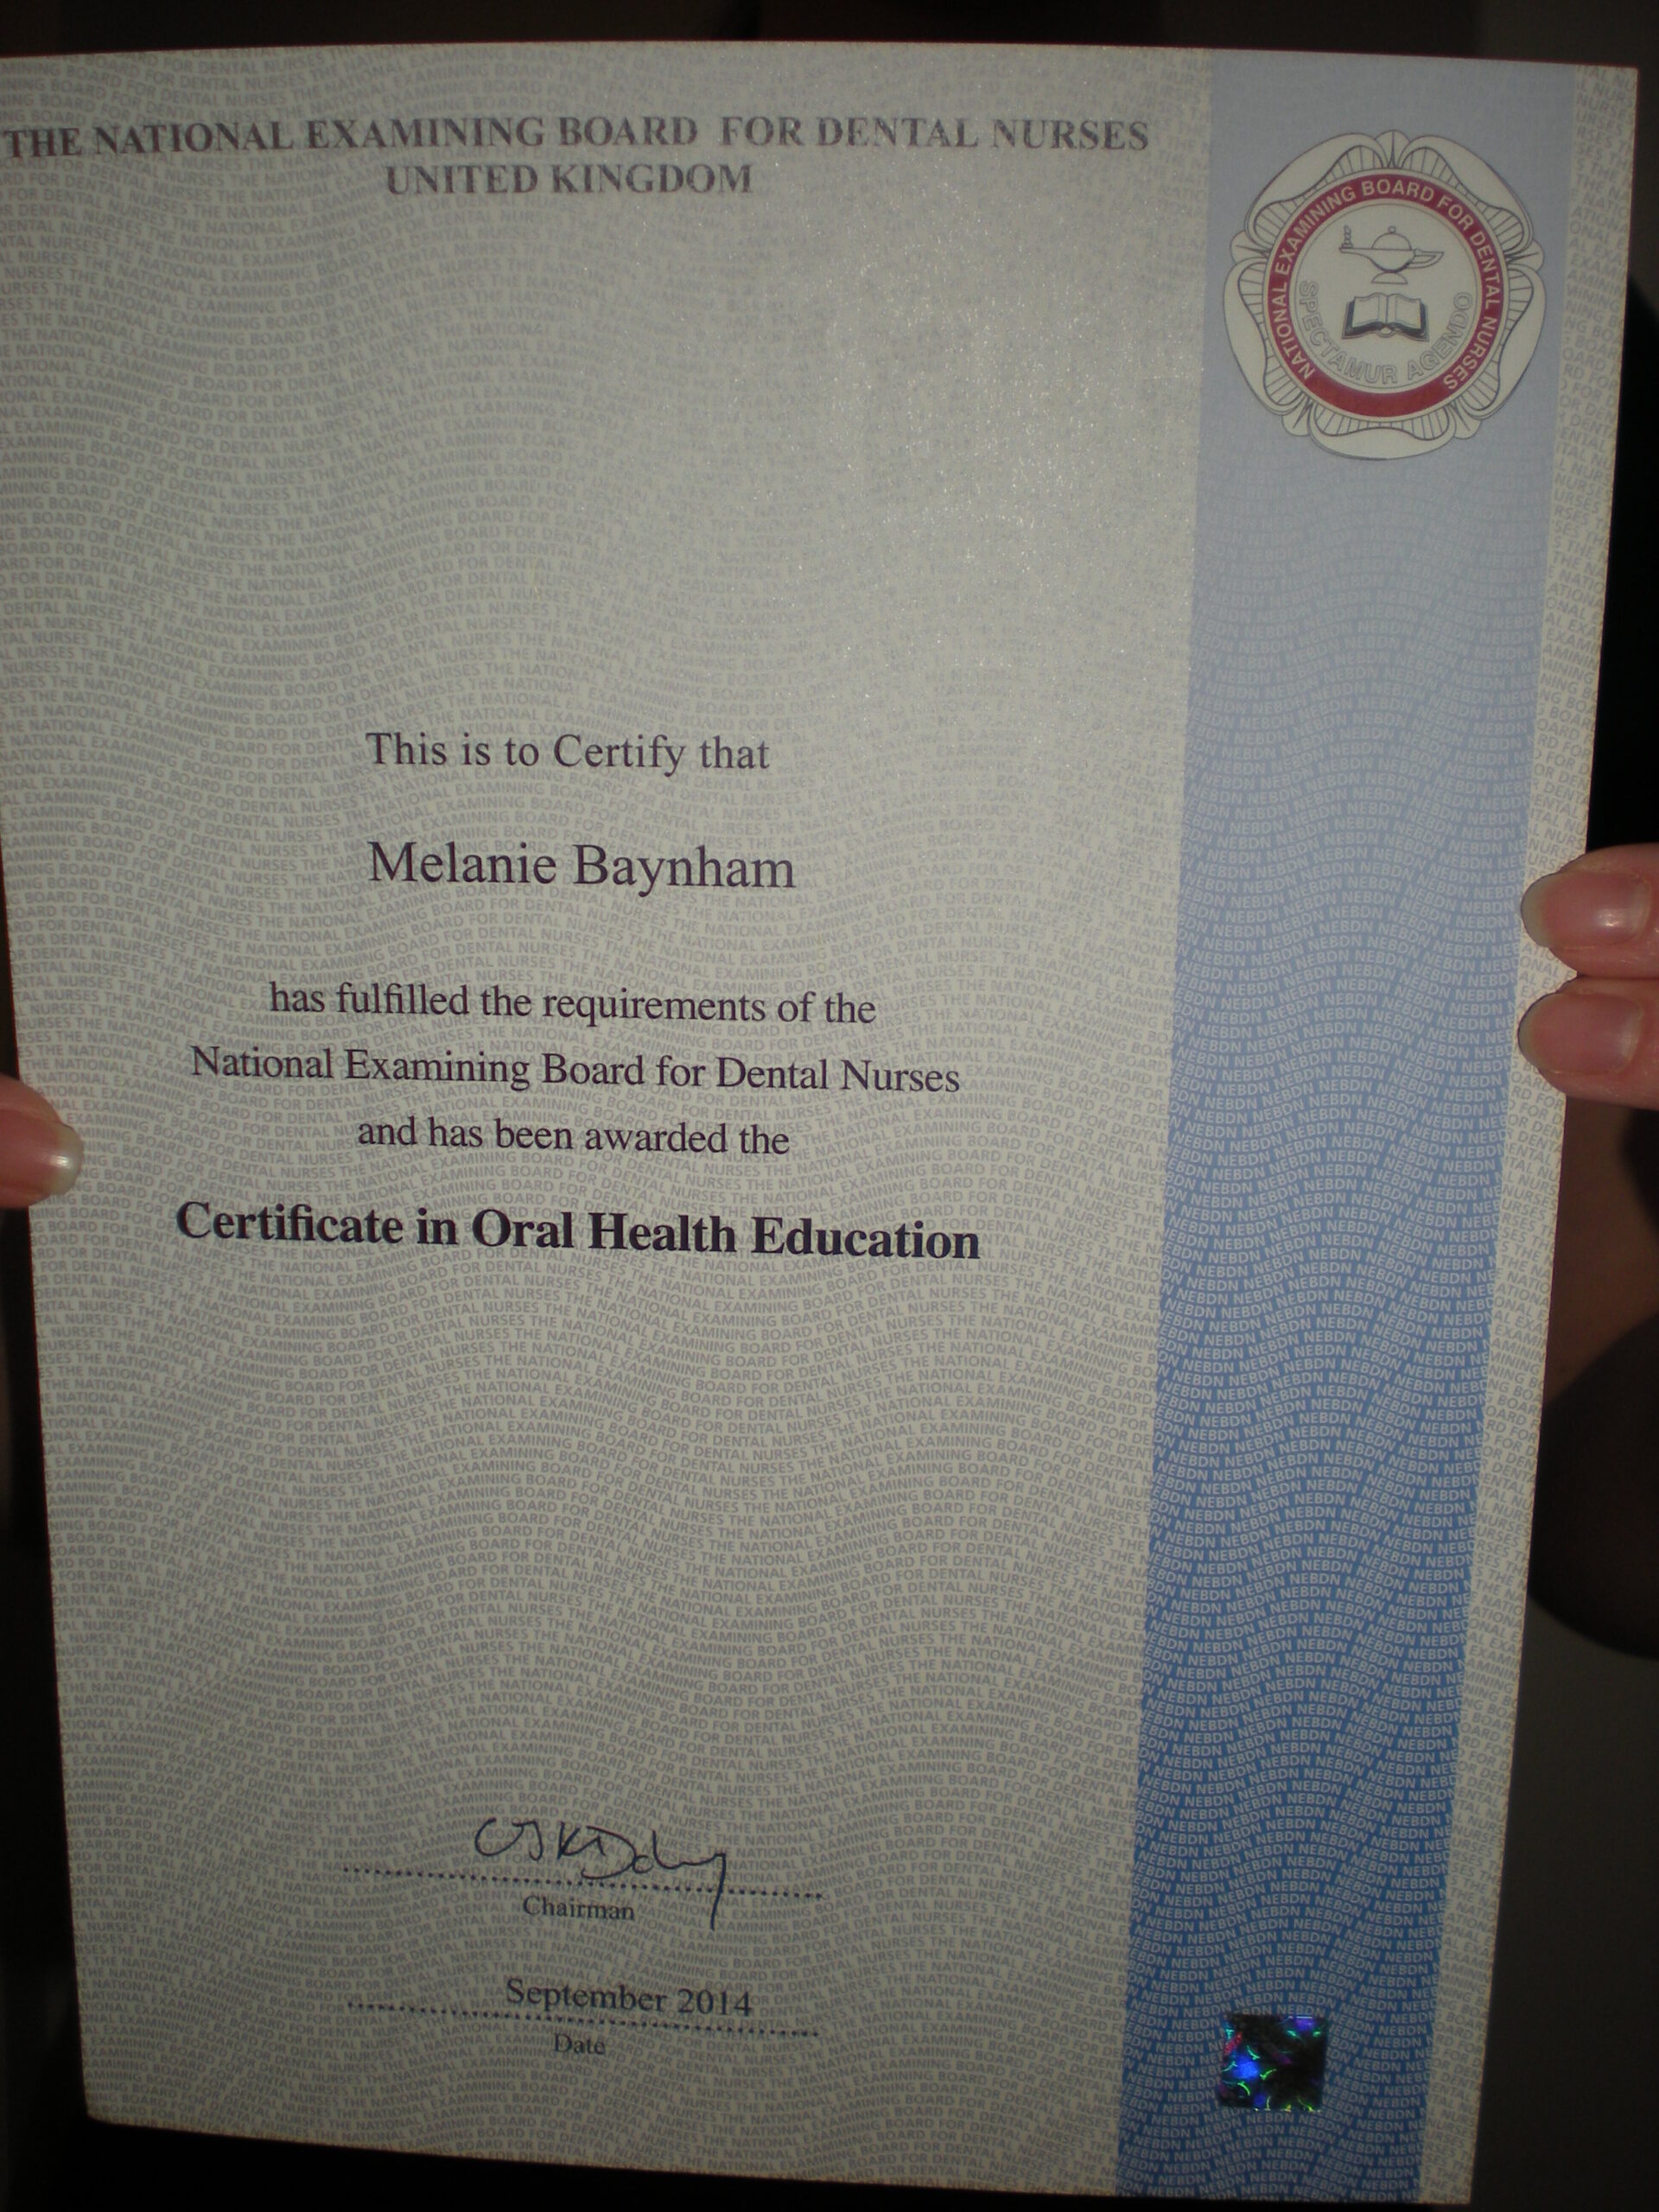 THE NATIONAL EXAMINING BOARD FOR DENTAL NURSES
UNITED KINGDOM
NATIONAL EXAMINING BOARD FOR DENTAL NURSES
SPECTAMUR AGENDO
This is to Certify that
Melanie Baynham
has fulfilled the requirements of the
National Examining Board for Dental Nurses
and has been awarded the
Certificate in Oral Health Education
Chairman
September 2014
Date